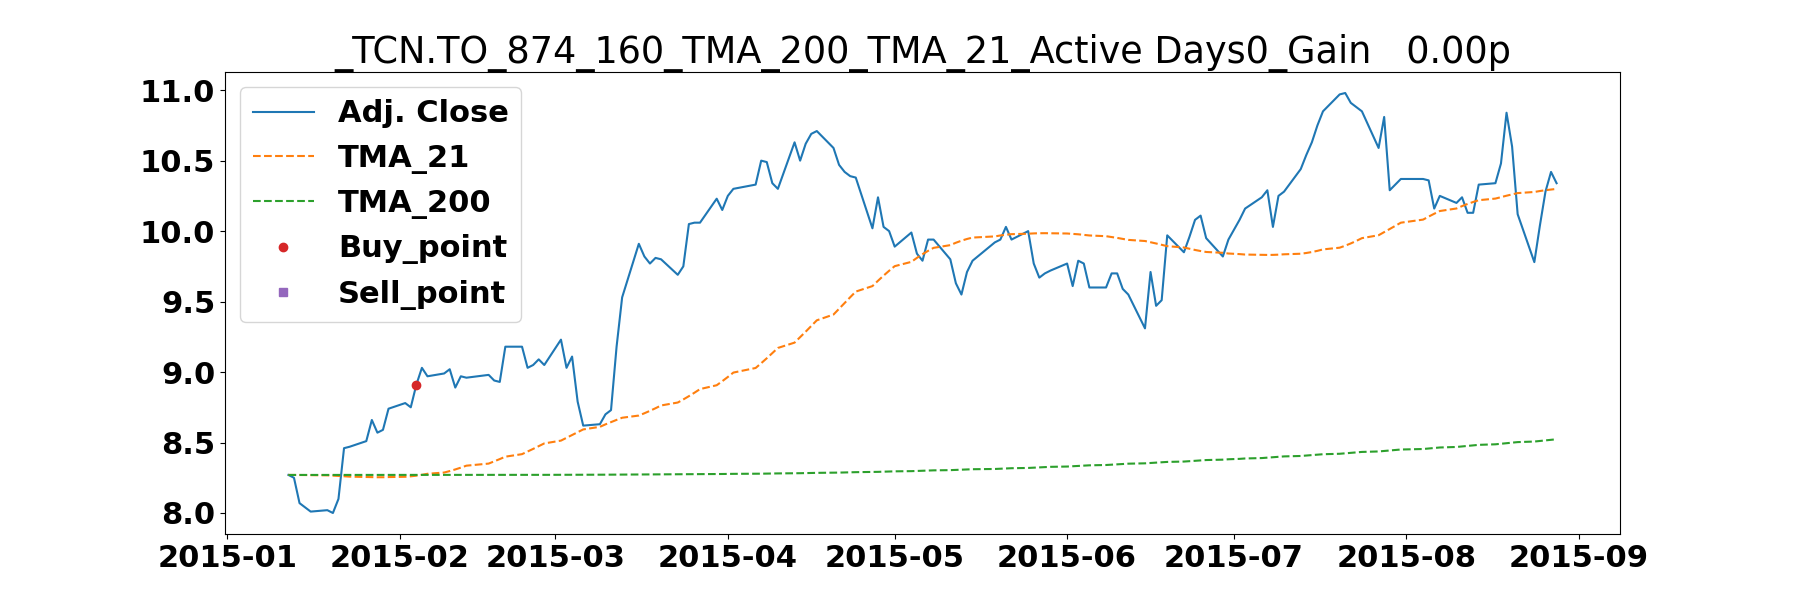 _TCN.TO_874_160_TMA_200_TMA_21_Active Days0_Gain   0.00p
11.0
10.5
10.0
9.5
9.0
8.5
8.0
Adj. Close
TMA_21
TMA_200
Buy_point
Sell_point
2015-01 2015-02 2015-03 2015-04 2015-05 2015-06 2015-07 2015-08 2015-09